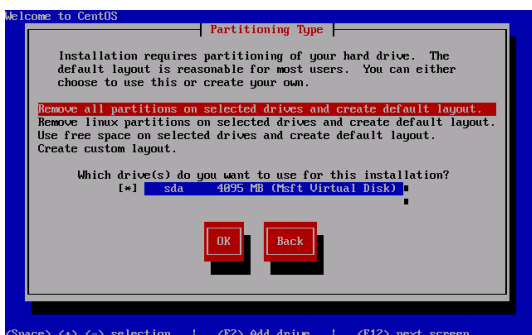 Welcome to CentOS
Partitioning Type
Installation requires partitioning of your hard drive. The
default layout is reasonable for most users. You can either
choose to use this or create your own.
Remove all partitions on selected drives and create default layout.
Remove linux partitions on selected drives and create default layout.
Use free space on selected drives and create default layout.
Create custom layout.
Which drive(s) do you want to use for this installation?
[*] sda 4095 MB (Msft Virtual Disk)
OK Back
<Space>,<+>,<-> selection | <F2> Add drive | <F12> next screen